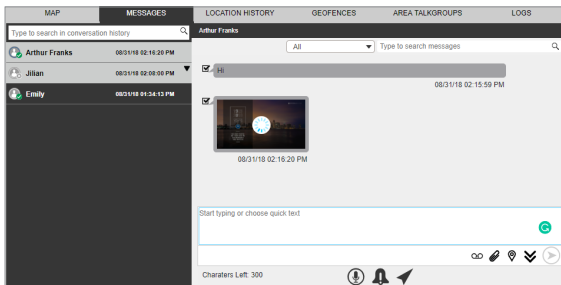 MAP MESSAGES LOCATION HISTORY GEOFENCES AREA TALKGROUPS LOGS
Type to search in conversation history
Arthur Franks 08/31/18 02:16:20 PM
Jilian 08/31/18 02:08:00 PM
Emily 08/31/18 01:34:13 PM
Arthur Franks
All Type to search messages
Hi
08/31/18 02:15:59 PM
08/31/18 02:16:20 PM
Start typing or choose quick text
Charaters Left: 300